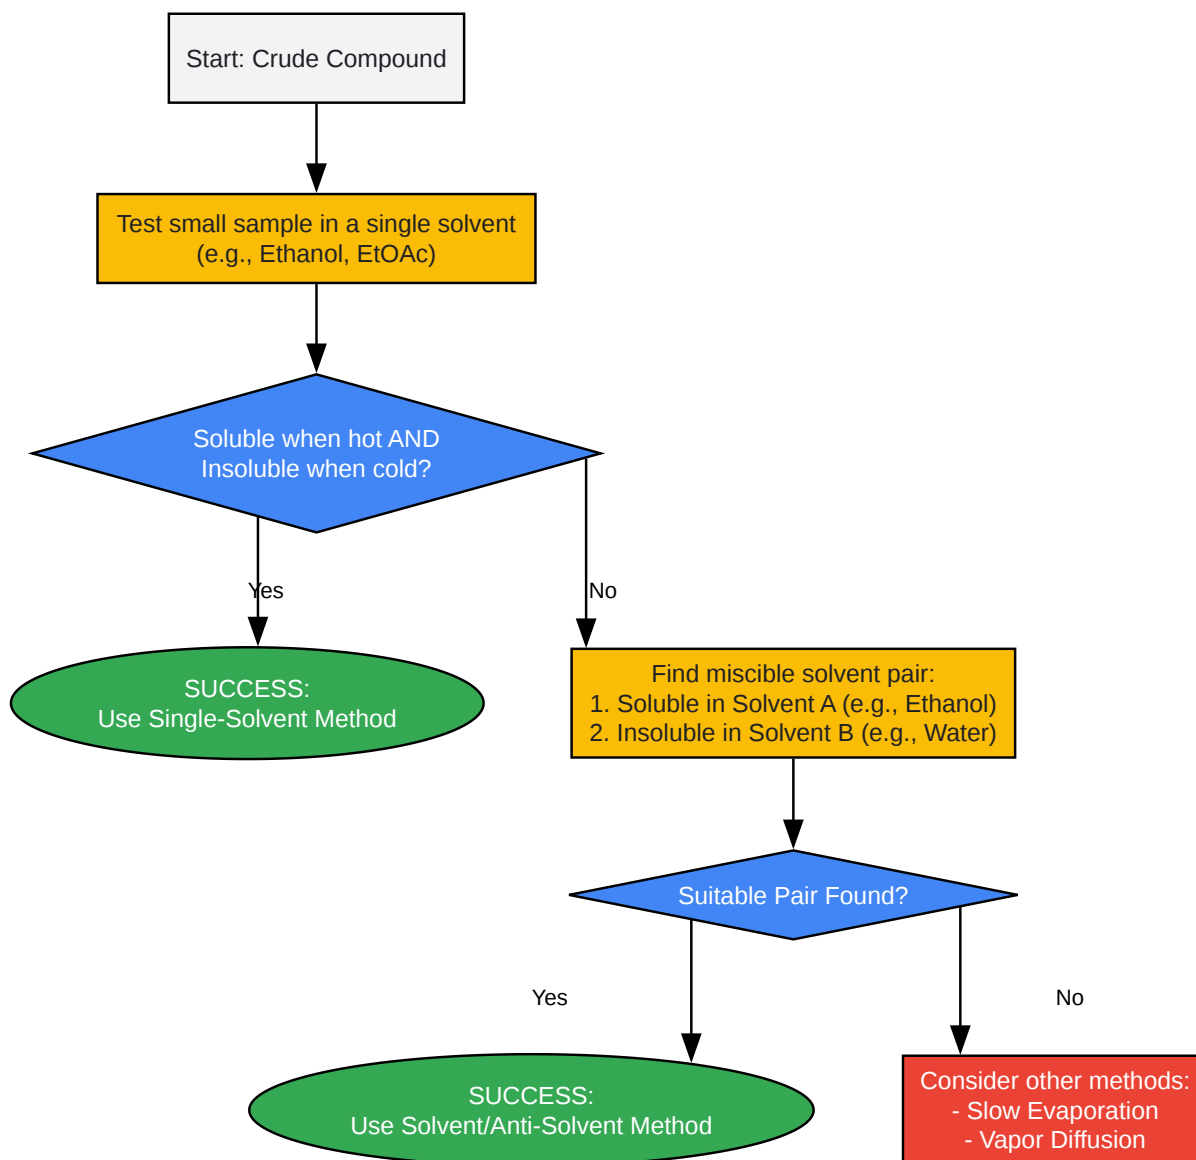 Start: Crude Compound
Test small sample in a single solvent
(e.g., Ethanol, EtOAc)
Soluble when hot AND
Insoluble when cold?
Yes
No
SUCCESS:
Use Single-Solvent Method
Find miscible solvent pair:
1. Soluble in Solvent A (e.g., Ethanol)
2. Insoluble in Solvent B (e.g., Water)
Suitable Pair Found?
Yes
No
SUCCESS:
Use Solvent/Anti-Solvent Method
Consider other methods:
- Slow Evaporation
- Vapor Diffusion